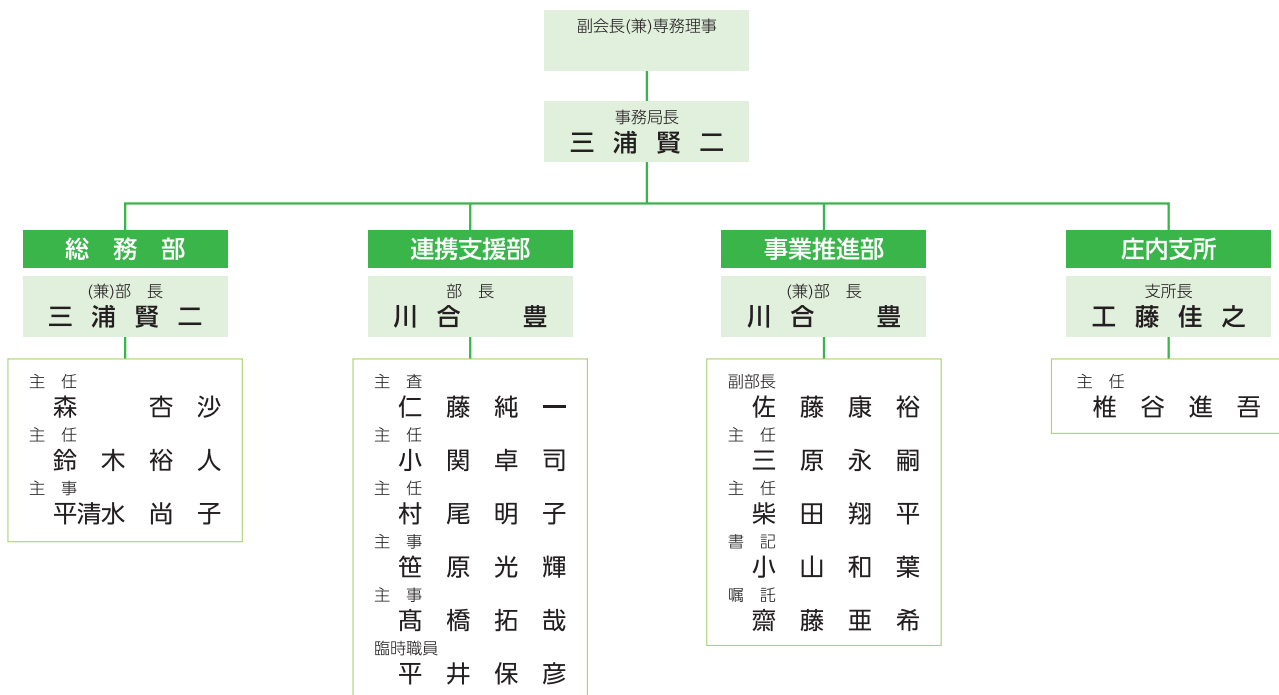 副会長(兼)専務理事
事務局長
三浦賢二
総務部
(兼)部長
三浦賢二
主任
森杏沙
主任
鈴木裕人
主事
平清水尚子
連携支援部
部長
川合豊
主査
仁藤純一
主任
小関卓司
主任
村尾明子
主事
笹原光輝
主事
髙橋拓哉
臨時職員
平井保彦
事業推進部
(兼)部長
川合豊
副部長
佐藤康裕
主任
三原永嗣
主任
柴田翔平
書記
小山和葉
嘱託
齋藤亜希
庄内支所
支所長
工藤佳之
主任
椎谷進吾